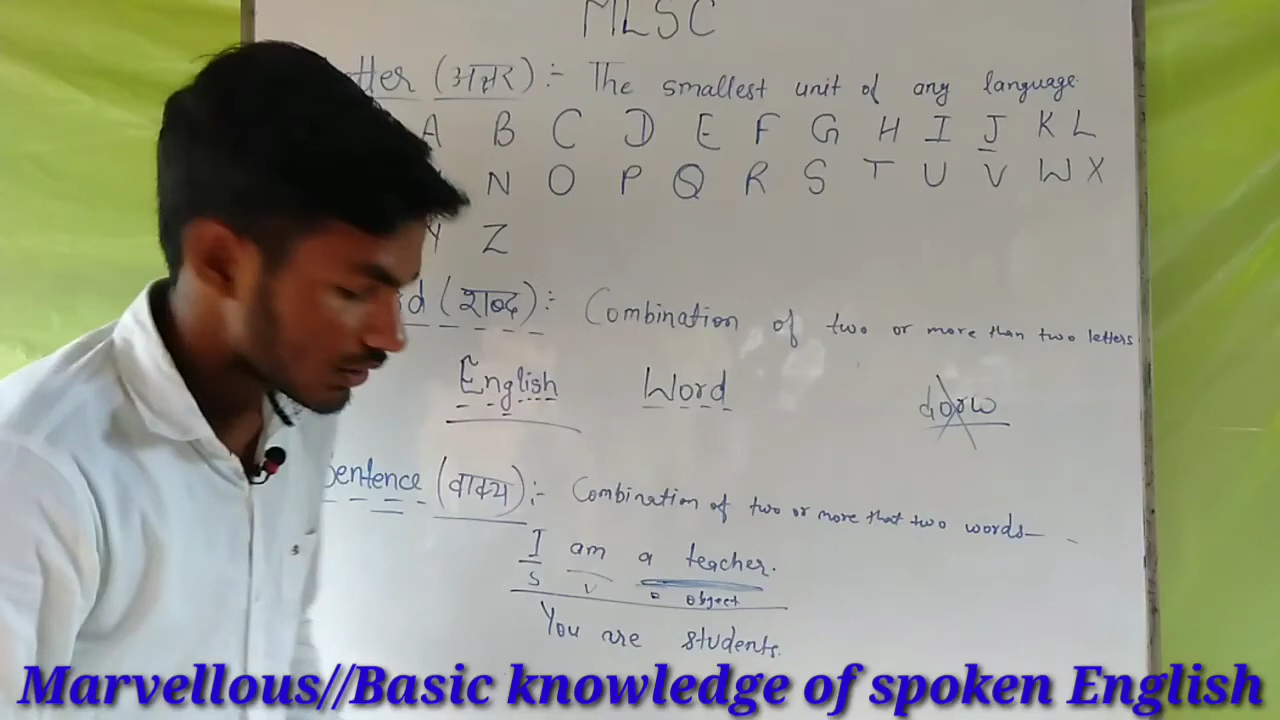 MLSC
tter (अक्षर) :- The smallest unit of any language.
A B C D E F G H I J K L
N O P Q R S T U V W X
Y Z
d (शब्द) :- Combination of two or more than two letters
English Word dorw
Sentence (वाक्य) :- Combination of two or more that two words
I am a teacher.
S V o object
You are students.
Marvellous//Basic knowledge of spoken English